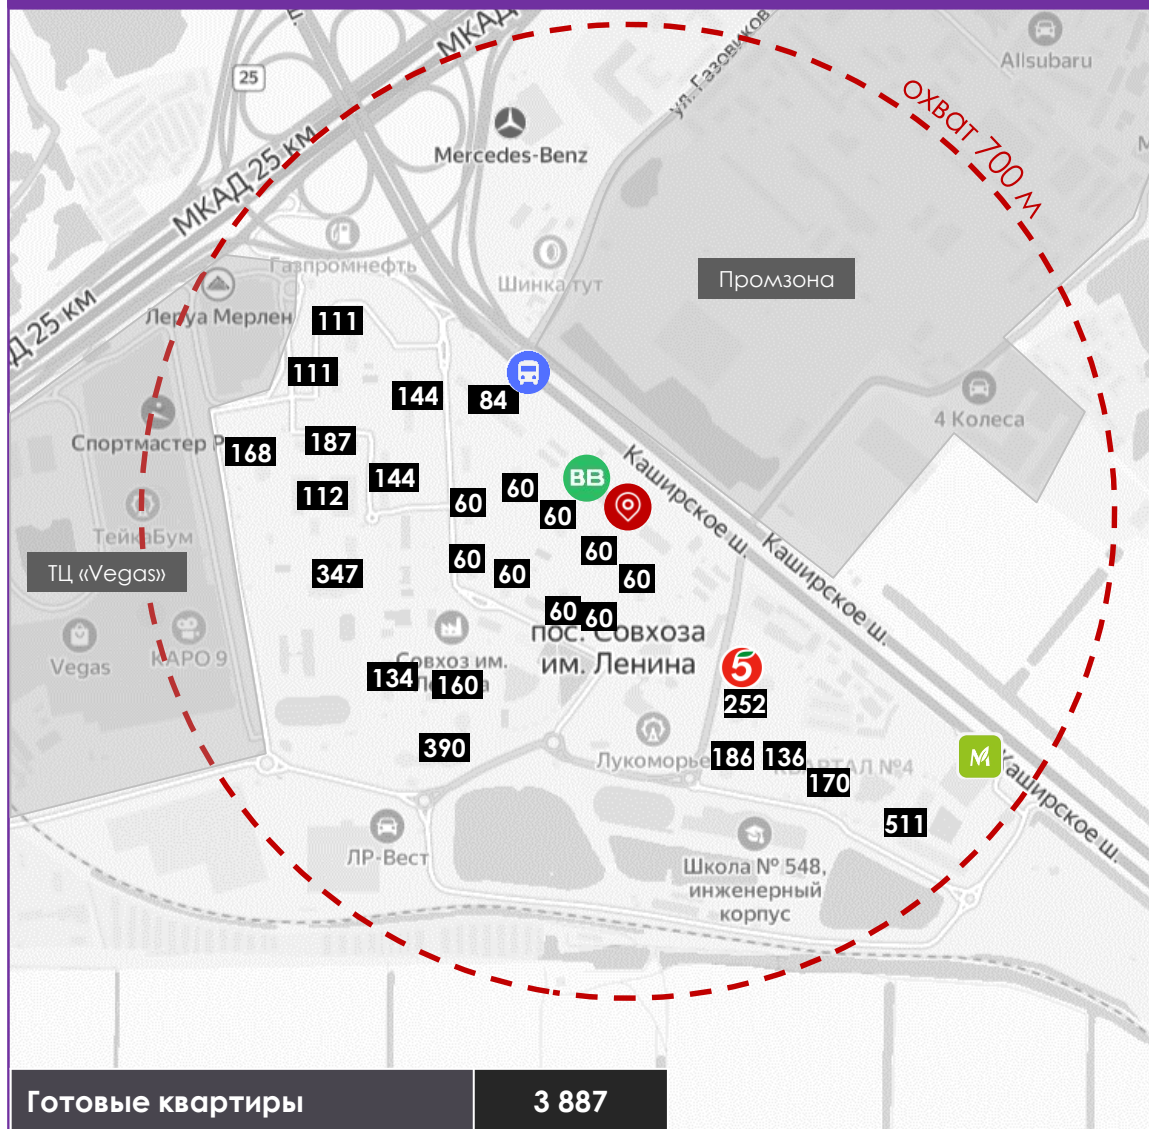 МКАД
ул. Газовиков
Allsubaru
25
охват 700 м
Mercedes-Benz
МКАД 25 км
Газпромнефть
Шинка тут
Промзона
Леруа Мерлен
111
Д 25 км
111
144
84
4 Колеса
Спортмастер Р
168
187
144
BB
Каширское ш.
112
60
60
60
ТейкаБум
60
Каширское ш.
ТЦ «Vegas»
347
60
60
60
60
60
Vegas
КАРО 9
Совхоз им.
пос. Совхоза
им. Ленина
134
160
5
252
390
Лукоморье
186
136
КВАРТАЛ №4
170
М
Каширское ш.
511
ЛР-Вест
Школа № 548,
инженерный
корпус
Готовые квартиры
3 887